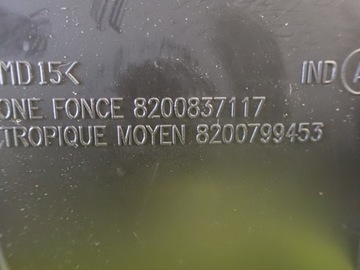 MD15< IND A
ONE FONCE 8200837117
TROPIQUE MOYEN 8200799453